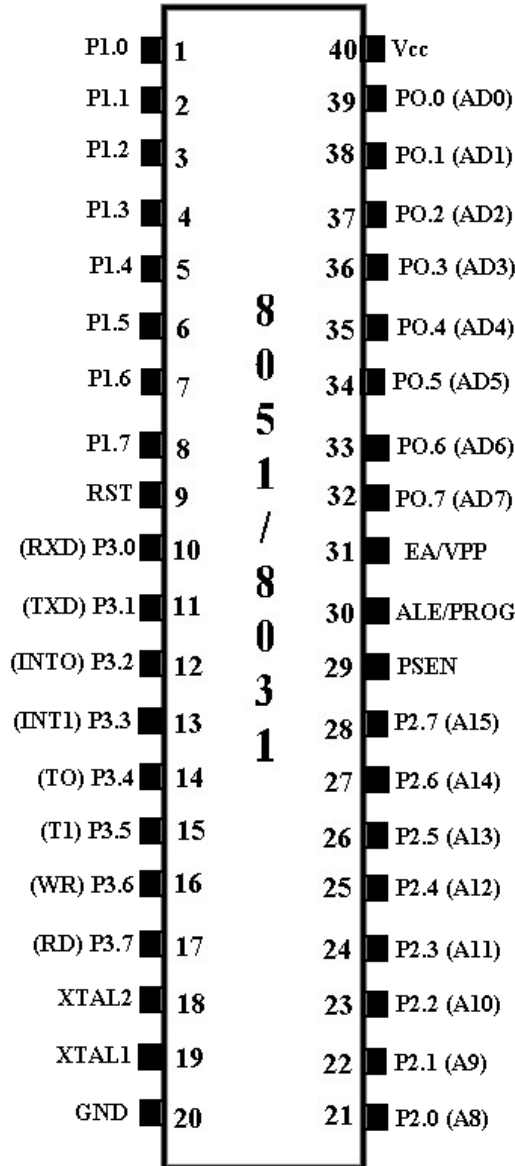 P1.0 1 40 Vcc
P1.1 2 39 PO.0 (AD0)
P1.2 3 38 PO.1 (AD1)
P1.3 4 37 PO.2 (AD2)
P1.4 5 36 PO.3 (AD3)
P1.5 6 35 PO.4 (AD4)
P1.6 7 34 PO.5 (AD5)
P1.7 8 33 PO.6 (AD6)
RST 9 32 PO.7 (AD7)
(RXD) P3.0 10 31 EA/VPP
(TXD) P3.1 11 30 ALE/PROG
(INTO) P3.2 12 29 PSEN
(INT1) P3.3 13 28 P2.7 (A15)
(TO) P3.4 14 27 P2.6 (A14)
(T1) P3.5 15 26 P2.5 (A13)
(WR) P3.6 16 25 P2.4 (A12)
(RD) P3.7 17 24 P2.3 (A11)
XTAL2 18 23 P2.2 (A10)
XTAL1 19 22 P2.1 (A9)
GND 20 21 P2.0 (A8)
8051/8031